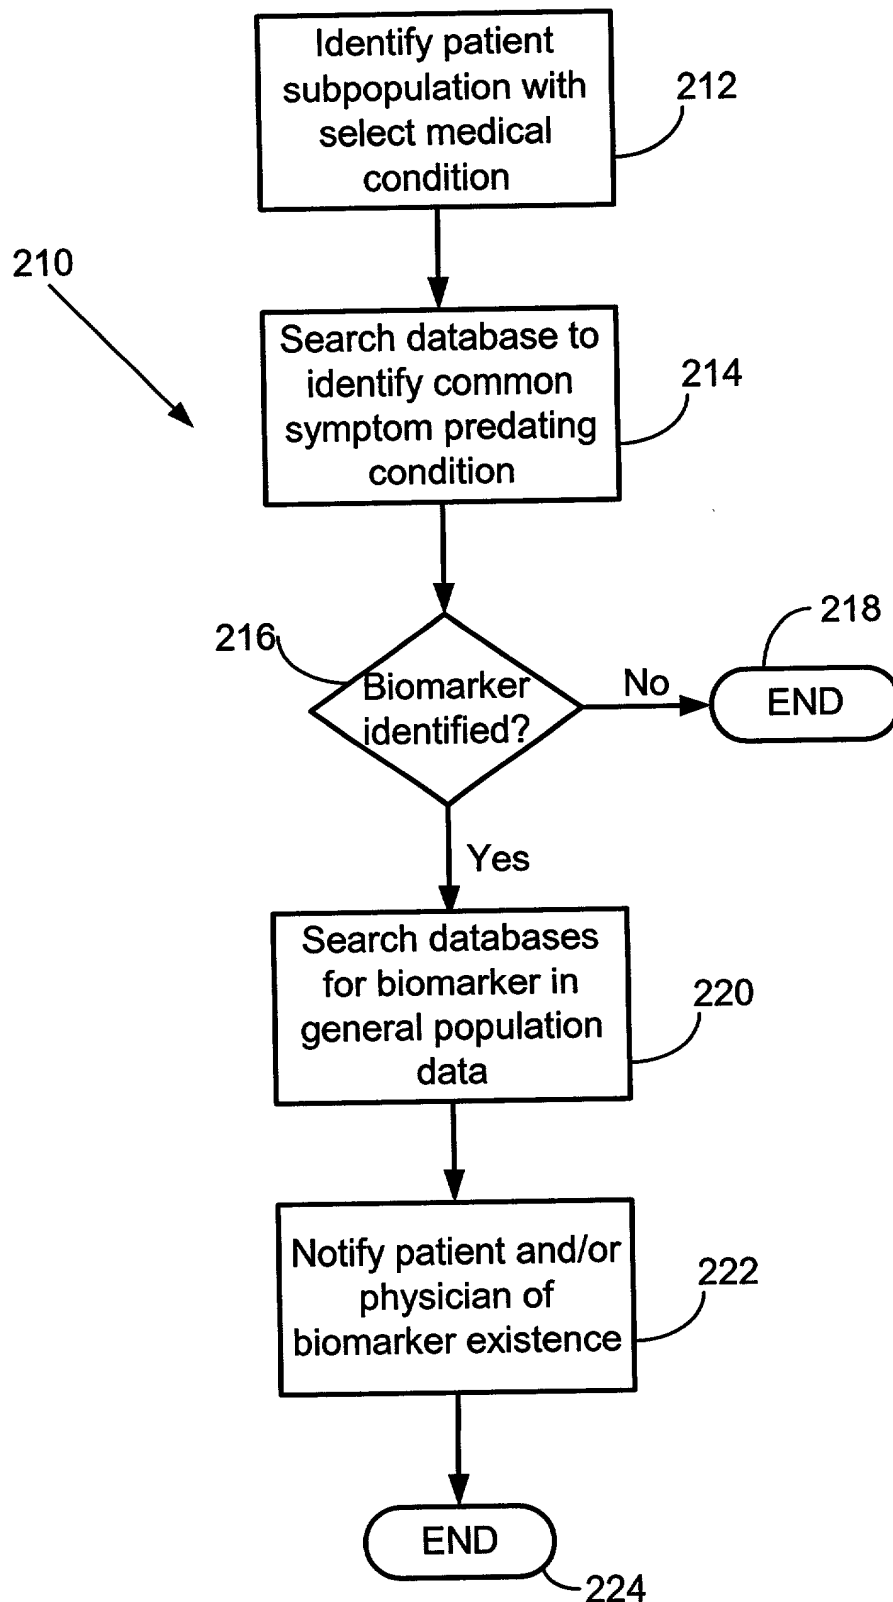 Identify patient
subpopulation with
select medical
condition
212
210
Search database to
identify common
symptom predating
condition
214
216
Biomarker
identified?
No
218
END
Yes
Search databases
for biomarker in
general population
data
220
Notify patient and/or
physician of
biomarker existence
222
END
224